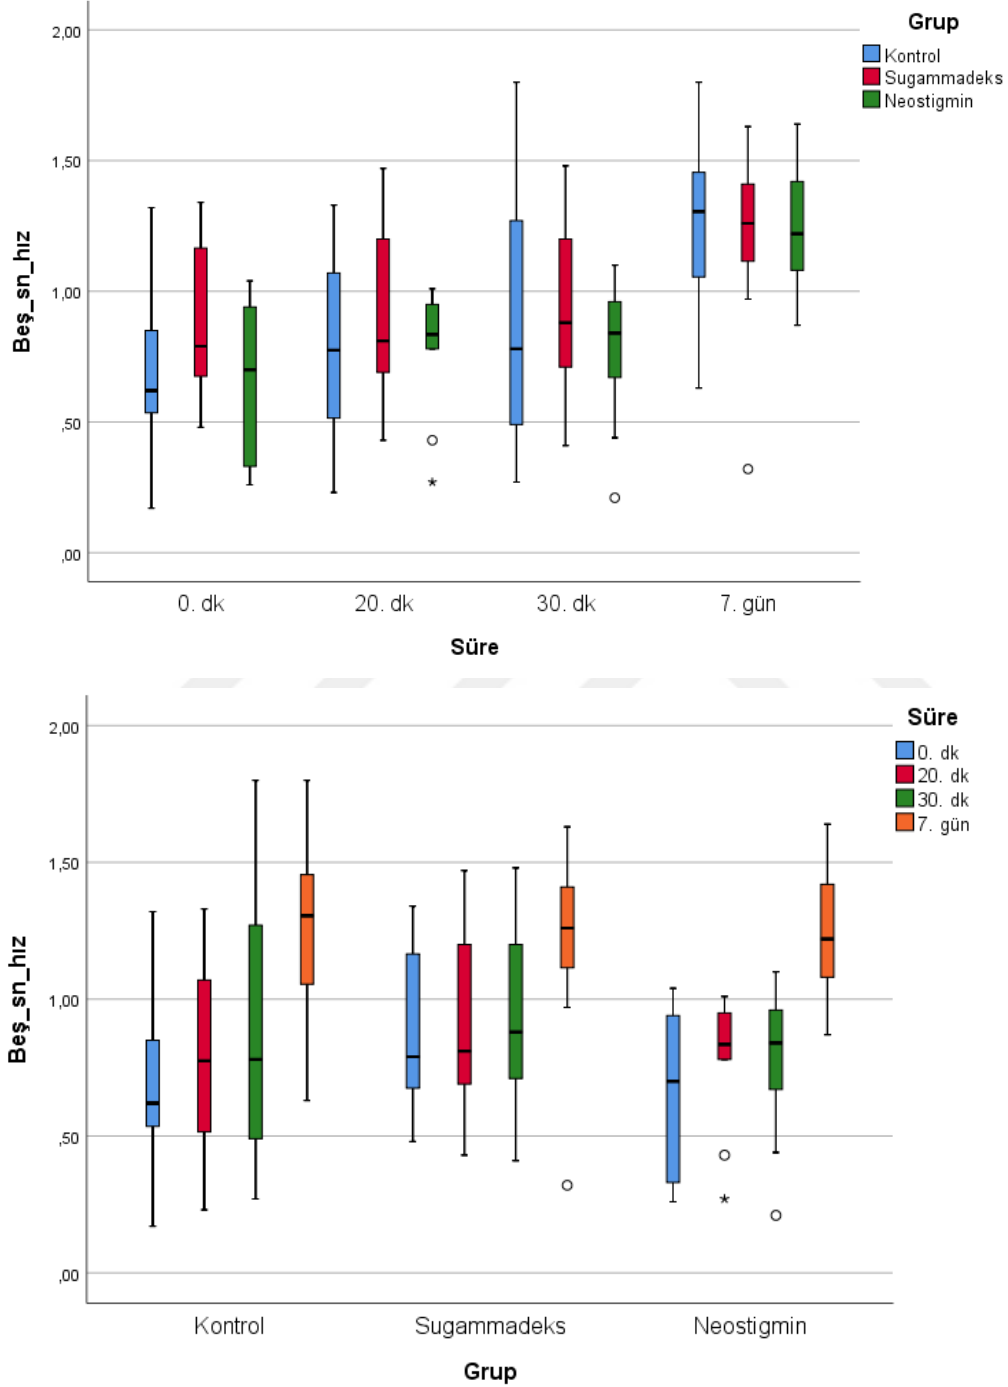 Grup
Kontrol
Sugammadeks
Neostigmin
Beş_sn_hız
2,00
1,50
1,00
,50
,00
0. dk
20. dk
30. dk
7. gün
Süre
Süre
0. dk
20. dk
30. dk
7. gün
Beş_sn_hız
2,00
1,50
1,00
,50
,00
Kontrol
Sugammadeks
Neostigmin
Grup